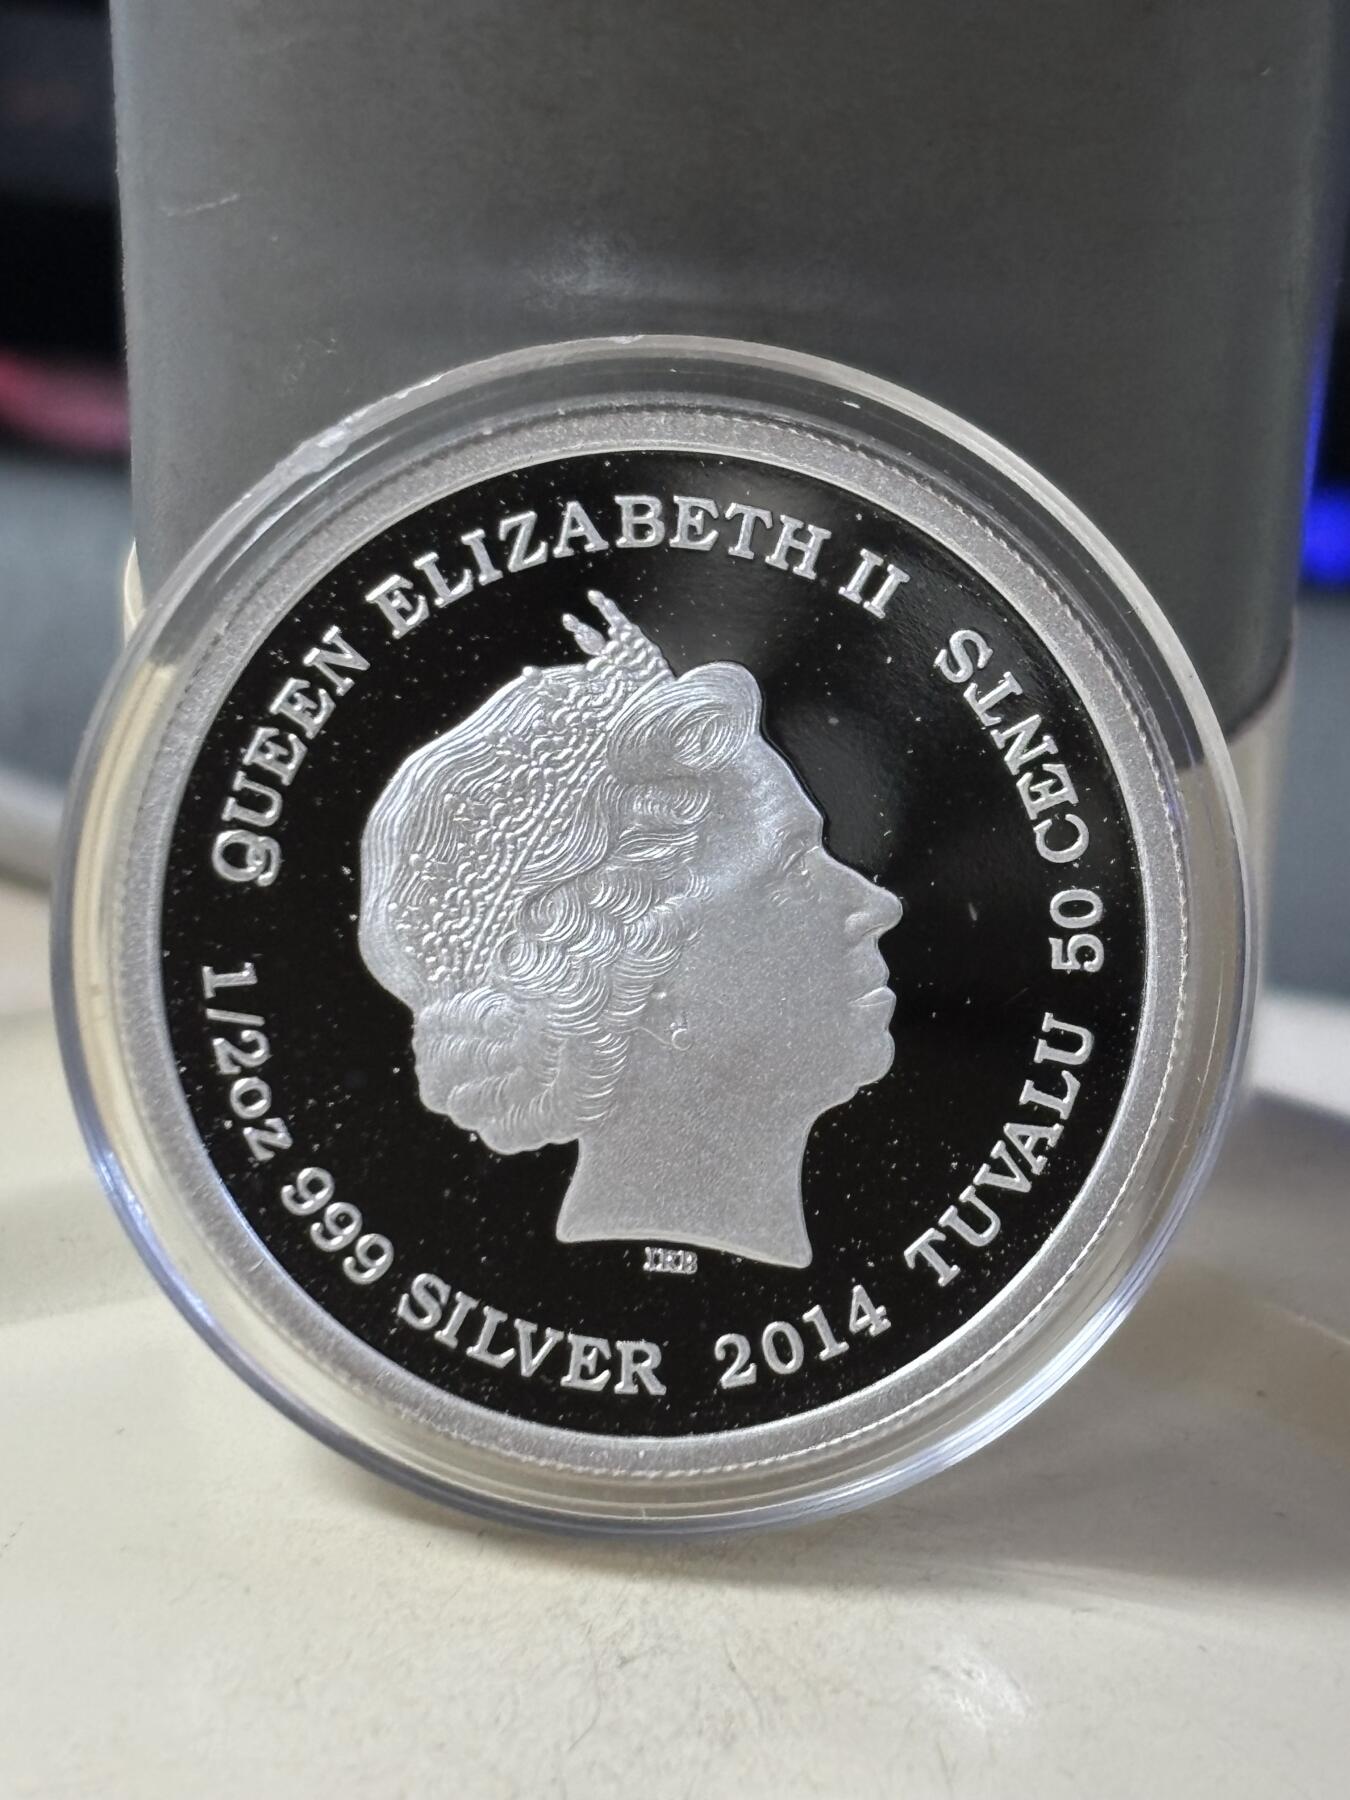 QUEEN ELIZABETH II
1/2oz 999 SILVER 2014 TUVALU 50 CENTS
IRB